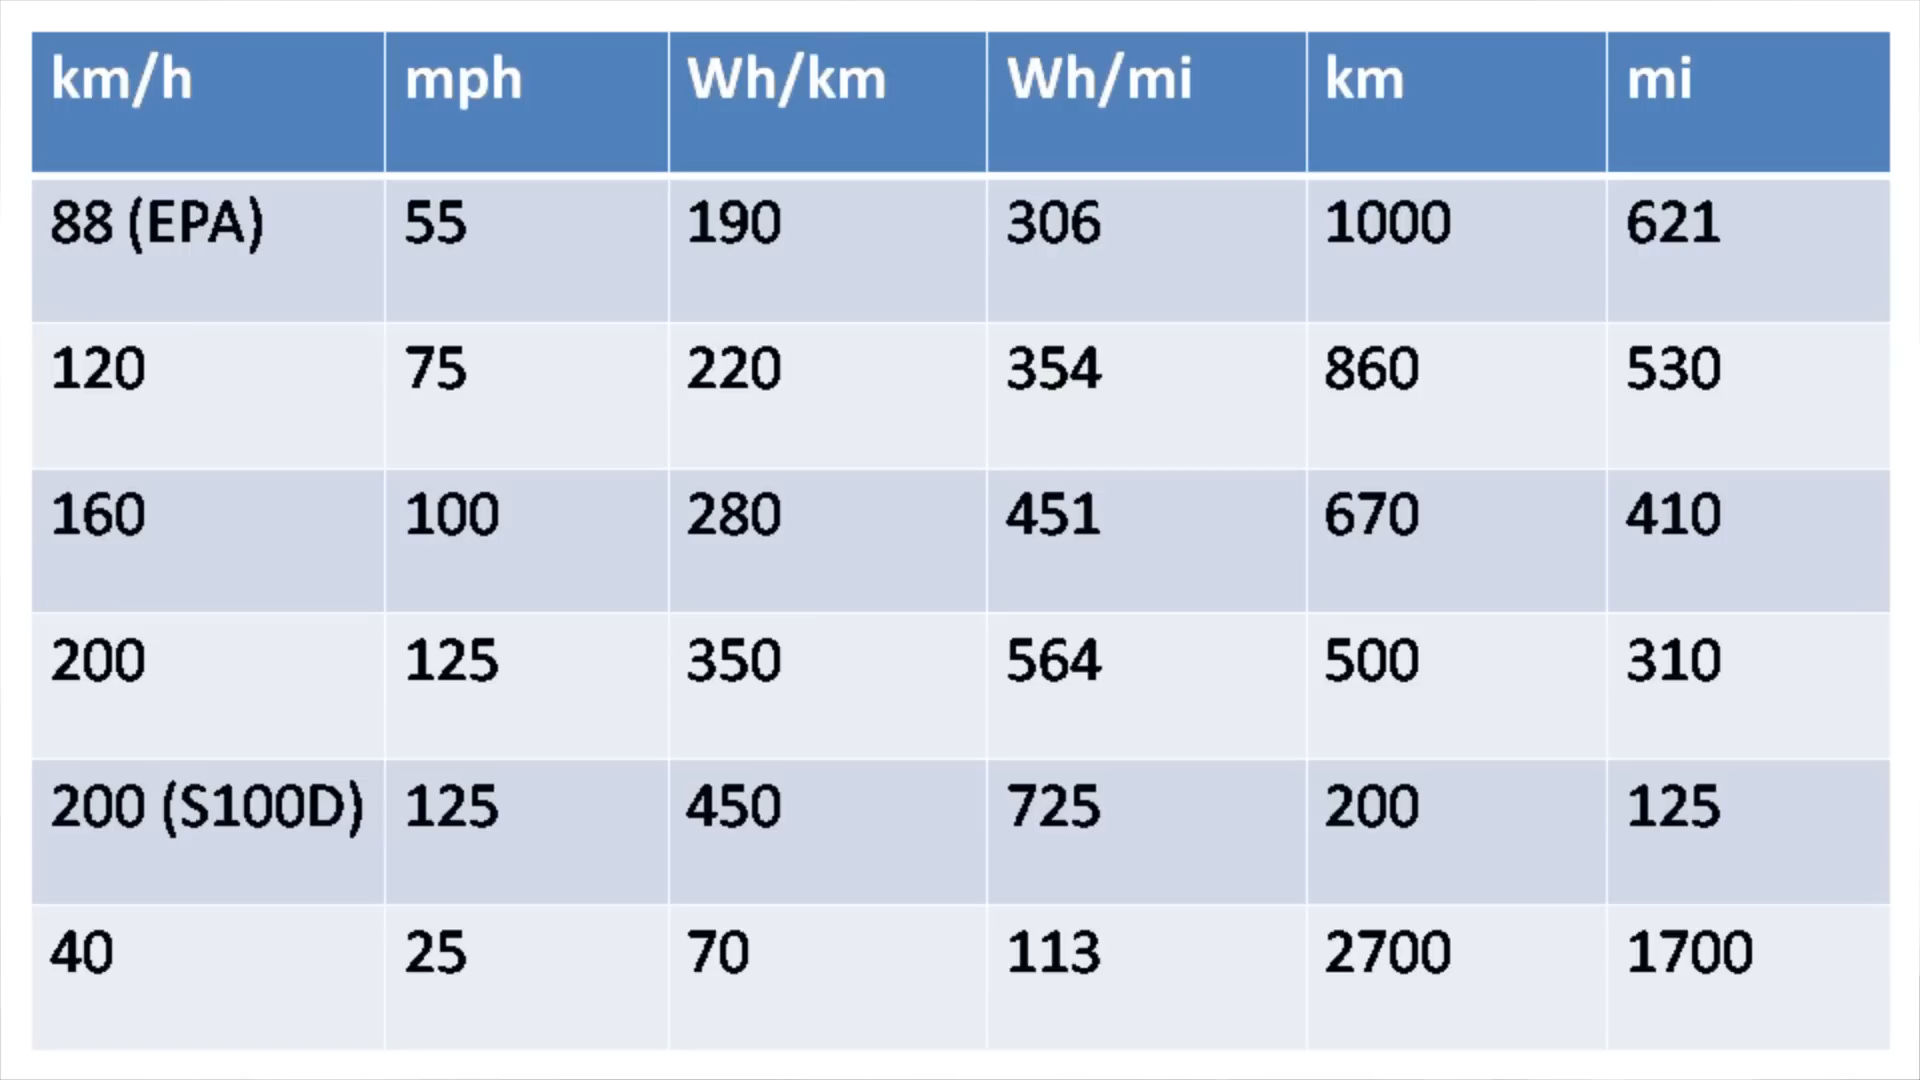 km/h mph Wh/km Wh/mi km mi
88 (EPA) 55 190 306 1000 621
120 75 220 354 860 530
160 100 280 451 670 410
200 125 350 564 500 310
200 (S100D) 125 450 725 200 125
40 25 70 113 2700 1700